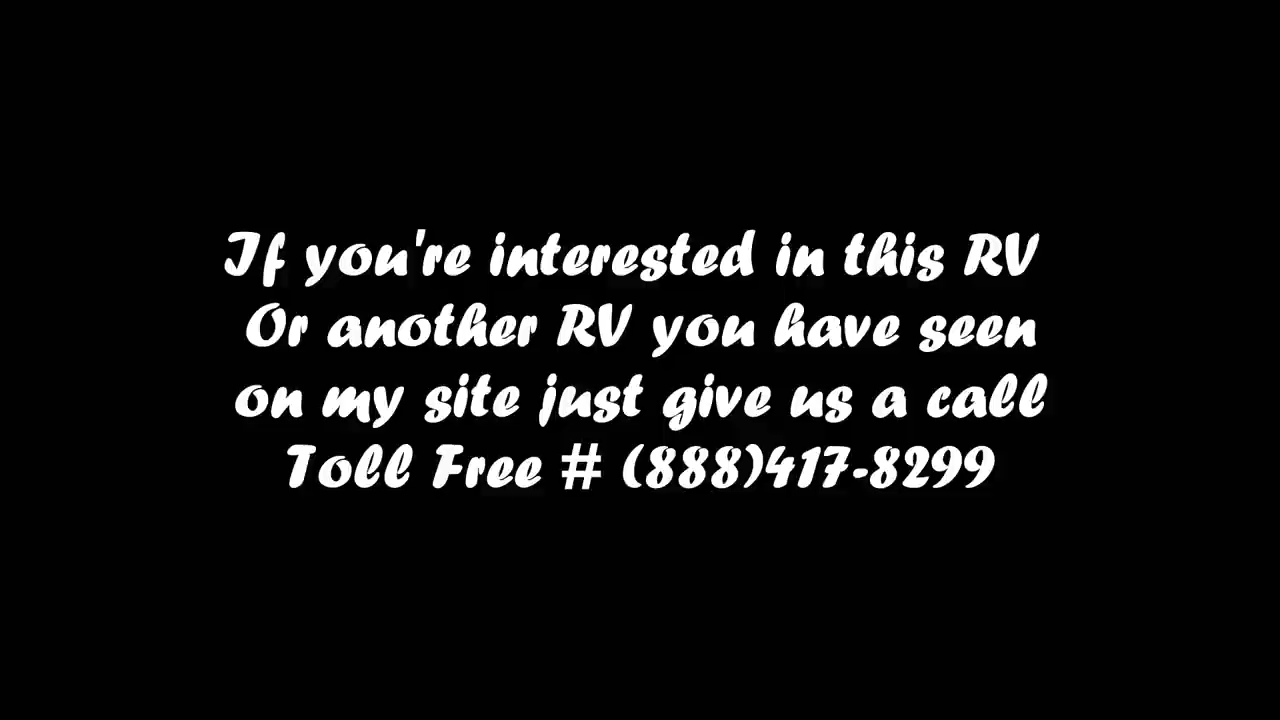 If you're interested in this RV
Or another RV you have seen
on my site just give us a call
Toll Free # (888)417-8299